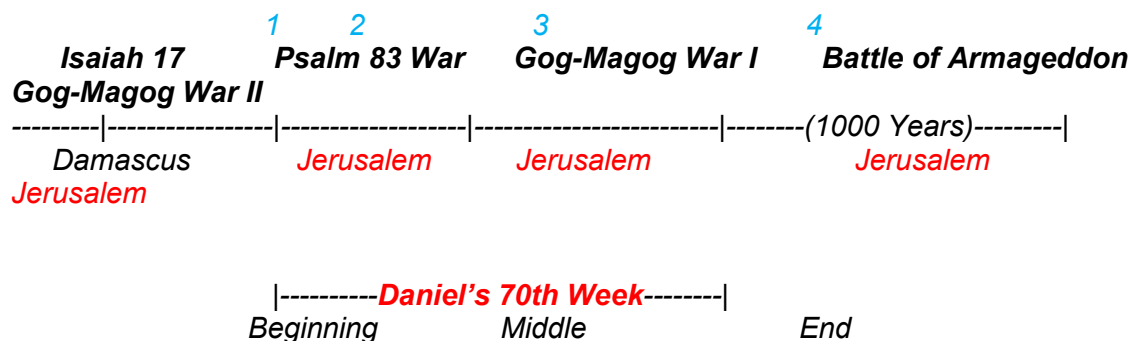 1 2 3 4
Isaiah 17 Psalm 83 War Gog-Magog War I Battle of Armageddon
Gog-Magog War II
---------|-----------------|-------------------|-------------------------|--------(1000 Years)---------|
Damascus Jerusalem Jerusalem Jerusalem
Jerusalem
|----------Daniel’s 70th Week--------|
Beginning Middle End